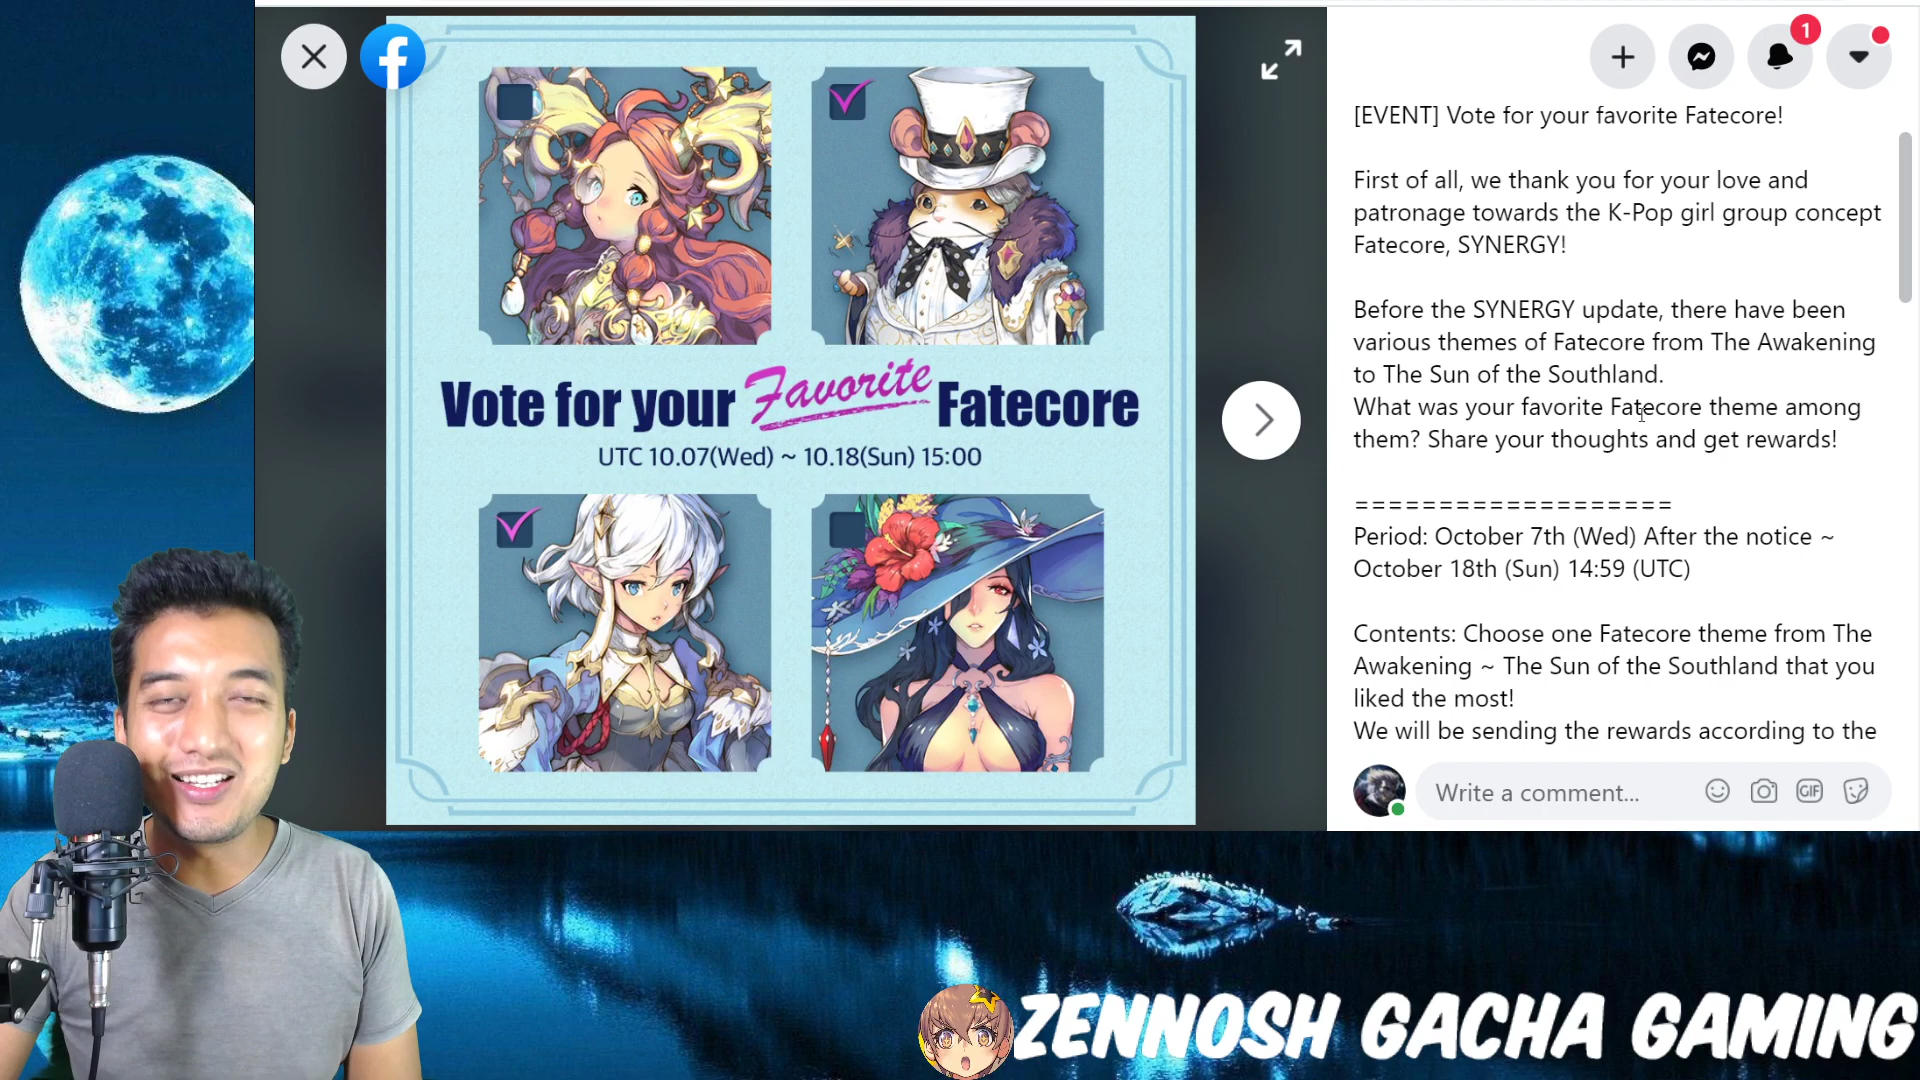 Vote for your Favorite Fatecore
UTC 10.07(Wed) ~ 10.18(Sun) 15:00
1
[EVENT] Vote for your favorite Fatecore!
First of all, we thank you for your love and
patronage towards the K-Pop girl group concept
Fatecore, SYNERGY!
Before the SYNERGY update, there have been
various themes of Fatecore from The Awakening
to The Sun of the Southland.
What was your favorite Fatecore theme among
them? Share your thoughts and get rewards!
===================
Period: October 7th (Wed) After the notice ~
October 18th (Sun) 14:59 (UTC)
Contents: Choose one Fatecore theme from The
Awakening ~ The Sun of the Southland that you
liked the most!
We will be sending the rewards according to the
Write a comment...
GIF
ZENNOSH GACHA GAMING